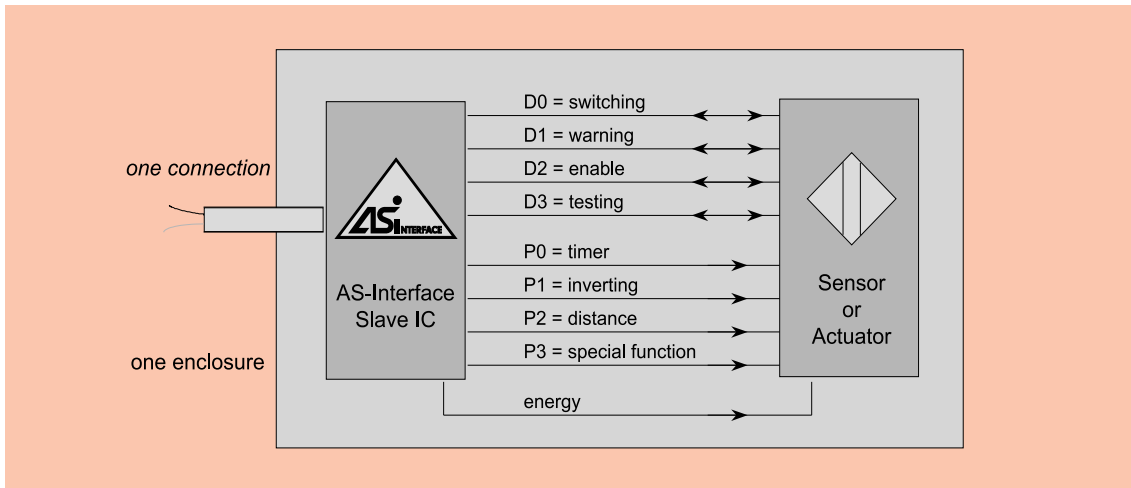 one connection
one enclosure
ASi INTERFACE
AS-Interface
Slave IC
D0 = switching
D1 = warning
D2 = enable
D3 = testing
P0 = timer
P1 = inverting
P2 = distance
P3 = special function
energy
Sensor
or
Actuator